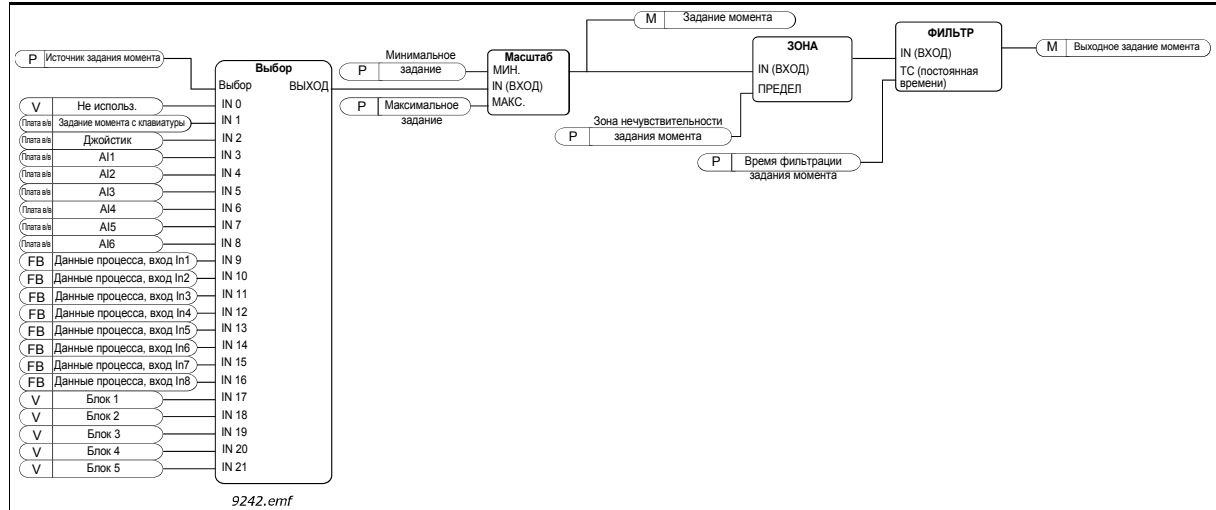 M Задание момента
P Источник задания момента
Выбор
Выбор ВЫХОД
V Не использ. IN 0
Плата в/в Задание момента с клавиатуры IN 1
Плата в/в Джойстик IN 2
Плата в/в AI1 IN 3
Плата в/в AI2 IN 4
Плата в/в AI3 IN 5
Плата в/в AI4 IN 6
Плата в/в AI5 IN 7
Плата в/в AI6 IN 8
FB Данные процесса, вход In1 IN 9
FB Данные процесса, вход In2 IN 10
FB Данные процесса, вход In3 IN 11
FB Данные процесса, вход In4 IN 12
FB Данные процесса, вход In5 IN 13
FB Данные процесса, вход In6 IN 14
FB Данные процесса, вход In7 IN 15
FB Данные процесса, вход In8 IN 16
V Блок 1 IN 17
V Блок 2 IN 18
V Блок 3 IN 19
V Блок 4 IN 20
V Блок 5 IN 21
9242.emf
Минимальное
P задание
P Максимальное
задание
Масштаб
МИН.
IN (ВХОД)
МАКС.
Зона нечувствительности
P задания момента
ЗОНА
IN (ВХОД)
ПРЕДЕЛ
P Время фильтрации
задания момента
ФИЛЬТР
IN (ВХОД)
TC (постоянная
времени)
M Выходное задание момента